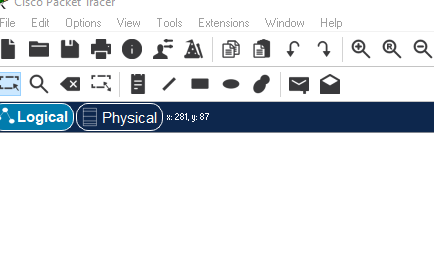 Cisco Packet Tracer
File Edit Options View Tools Extensions Window Help
R
Logical Physical x: 281, y: 87